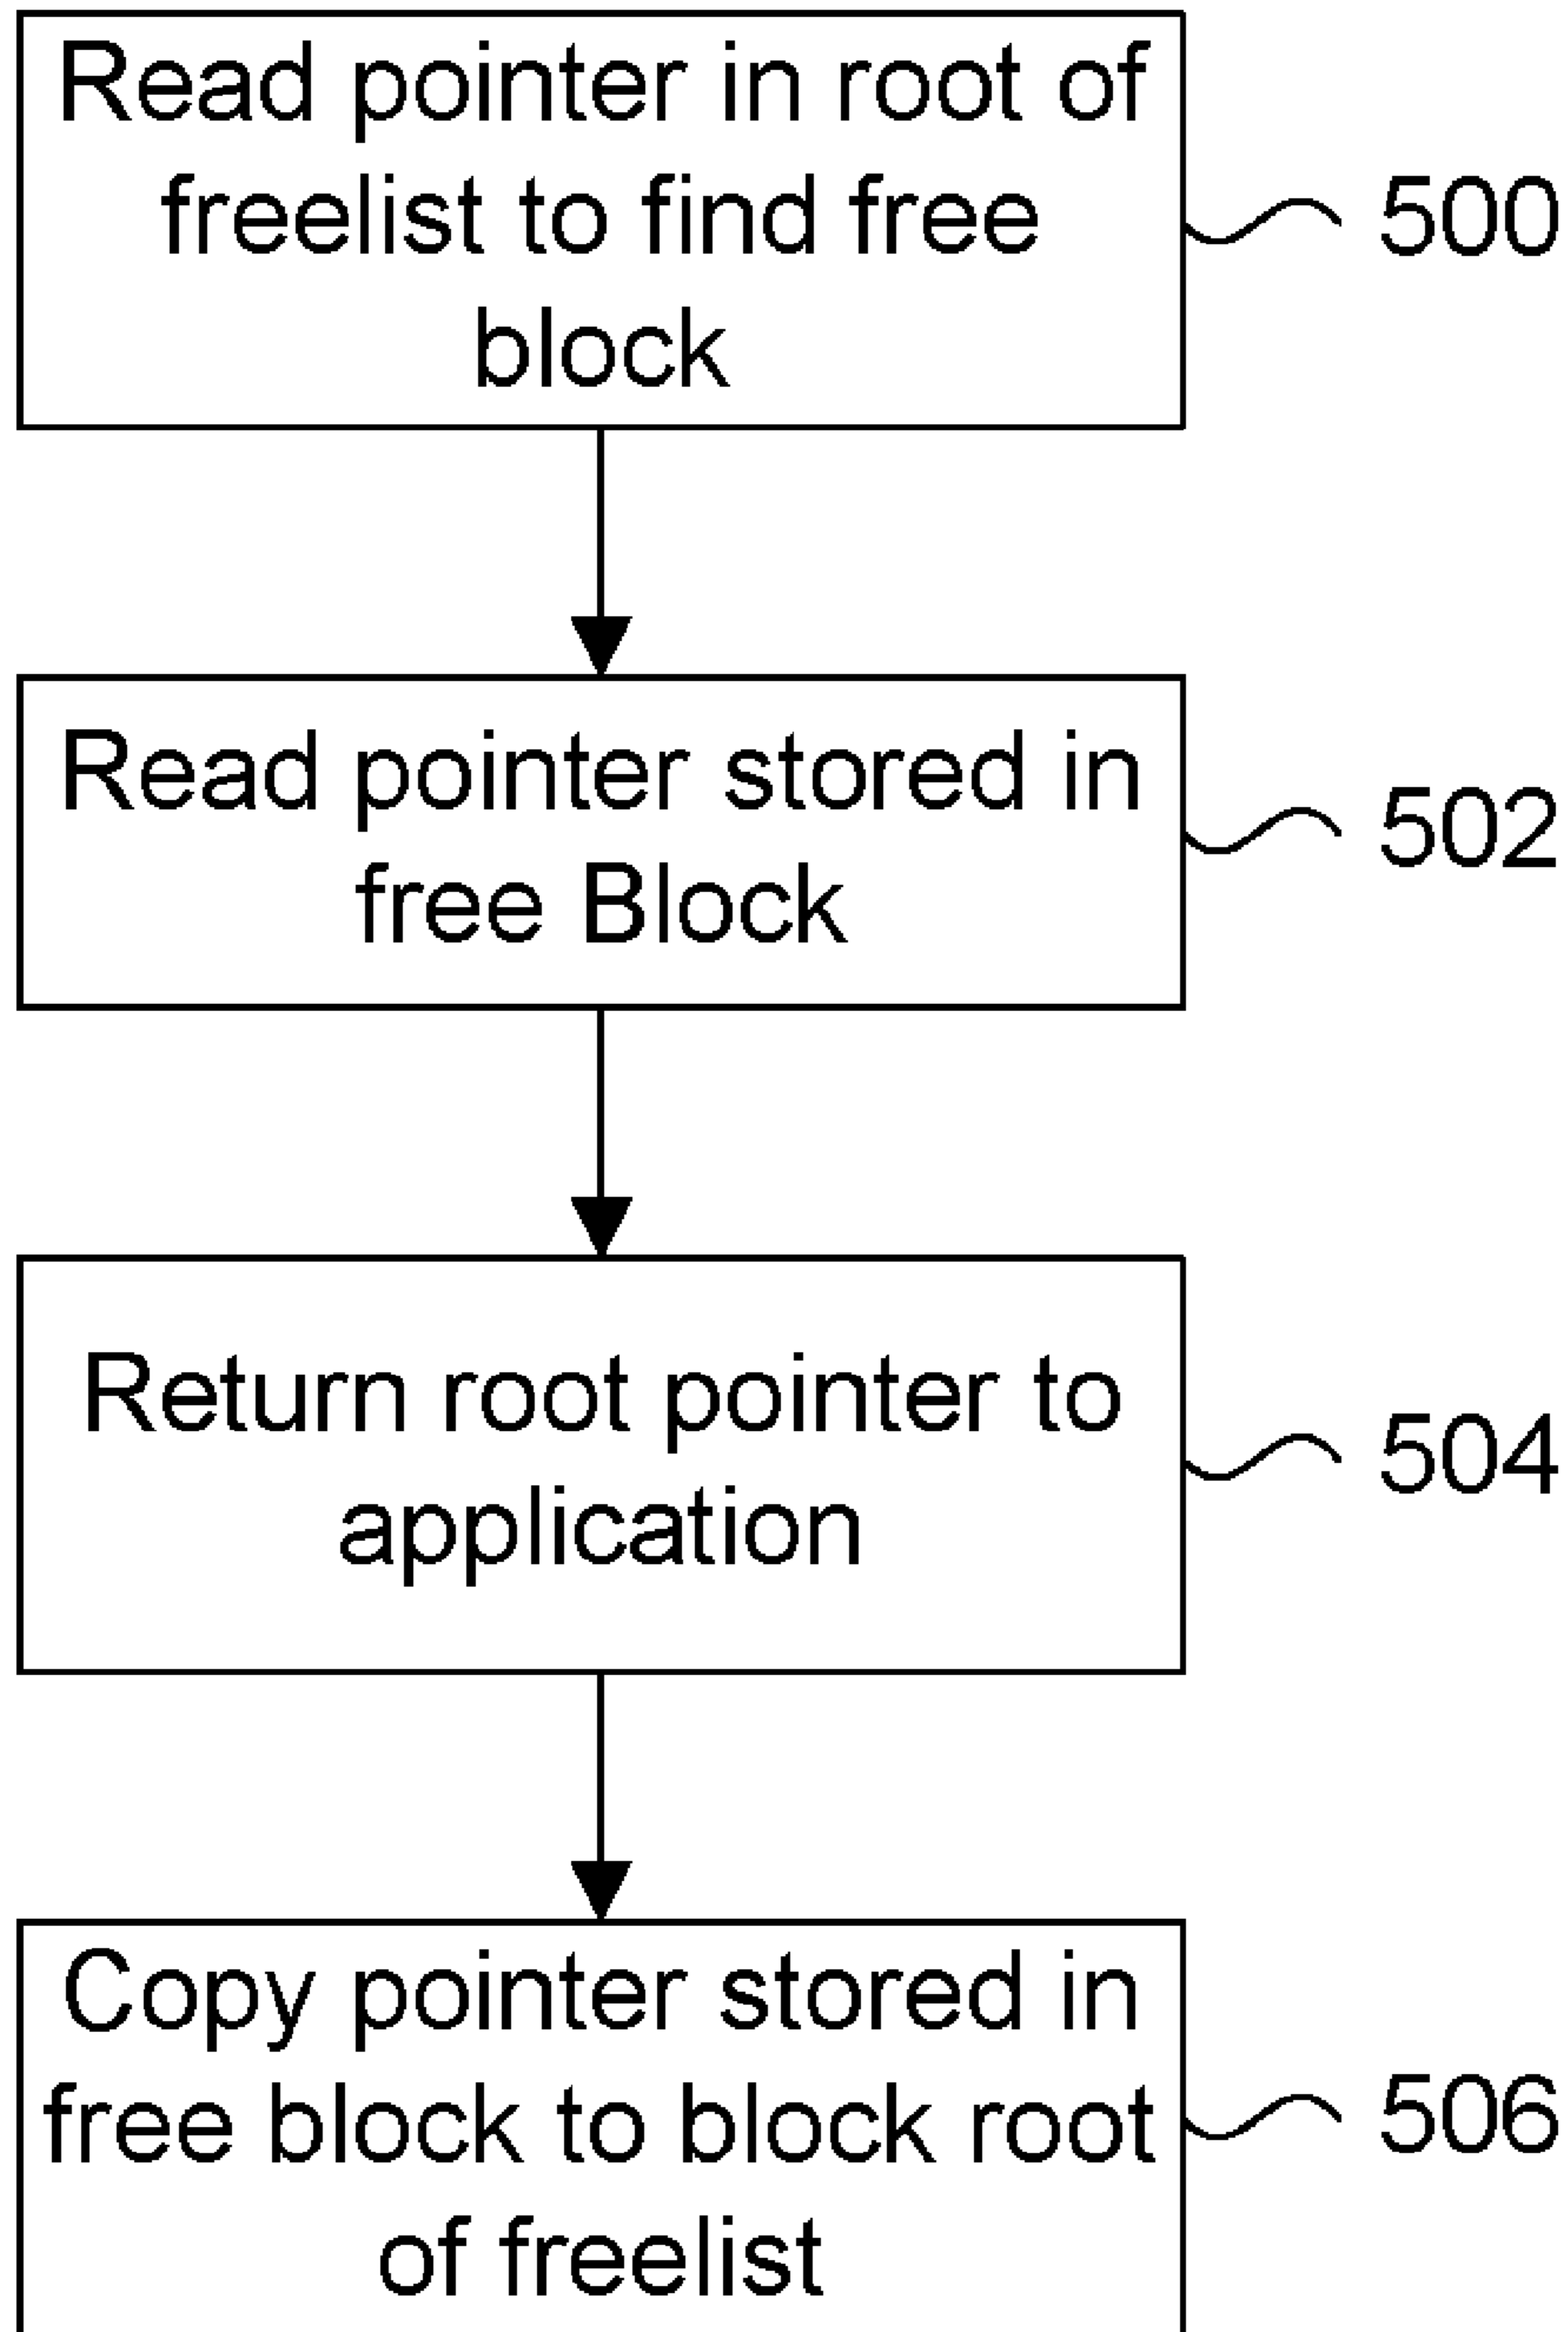 Read pointer in root of
freelist to find free
block
500
Read pointer stored in
free Block
502
Return root pointer to
application
504
Copy pointer stored in
free block to block root
of freelist
506